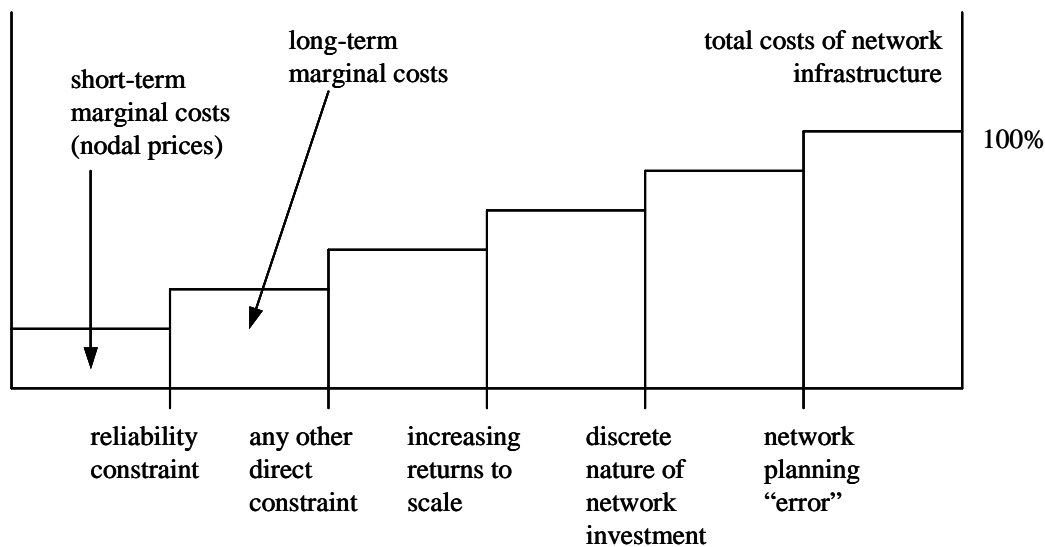 short-term
marginal costs
(nodal prices)
long-term
marginal costs
total costs of network
infrastructure
100%
reliability
constraint
any other
direct
constraint
increasing
returns to
scale
discrete
nature of
network
investment
network
planning
“error”